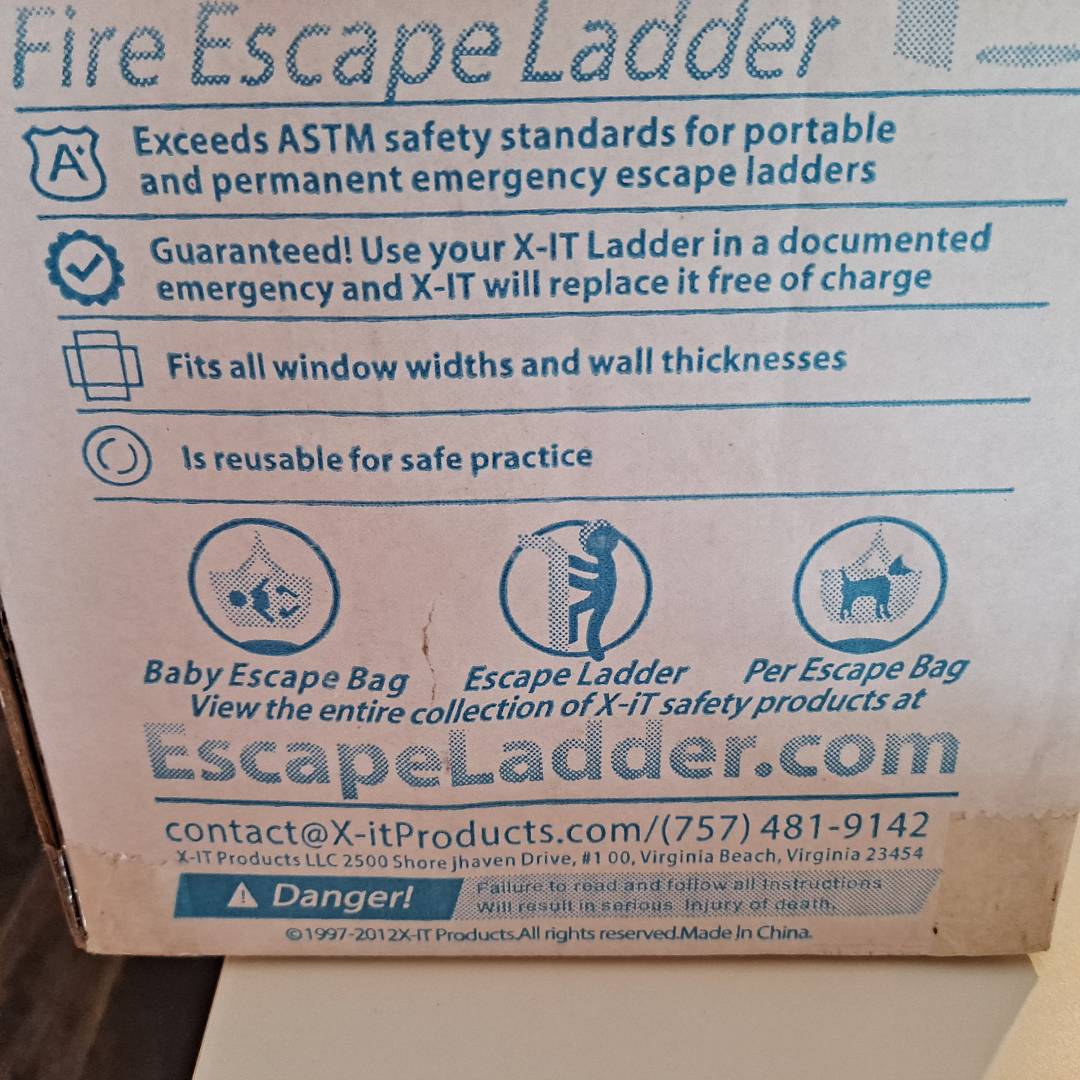 Fire Escape Ladder
A+
Exceeds ASTM safety standards for portable
and permanent emergency escape ladders
Guaranteed! Use your X-IT Ladder in a documented
emergency and X-IT will replace it free of charge
Fits all window widths and wall thicknesses
Is reusable for safe practice
Baby Escape Bag Escape Ladder Per Escape Bag
View the entire collection of X-iT safety products at
EscapeLadder.com
contact@X-itProducts.com/(757) 481-9142
X-IT Products LLC 2500 Shore jhaven Drive, #1 00, Virginia Beach, Virginia 23454
Danger! Failure to read and follow all Instructions
Will result in serious Injury of death.
©1997-2012X-IT Products.All rights reserved.Made In China.